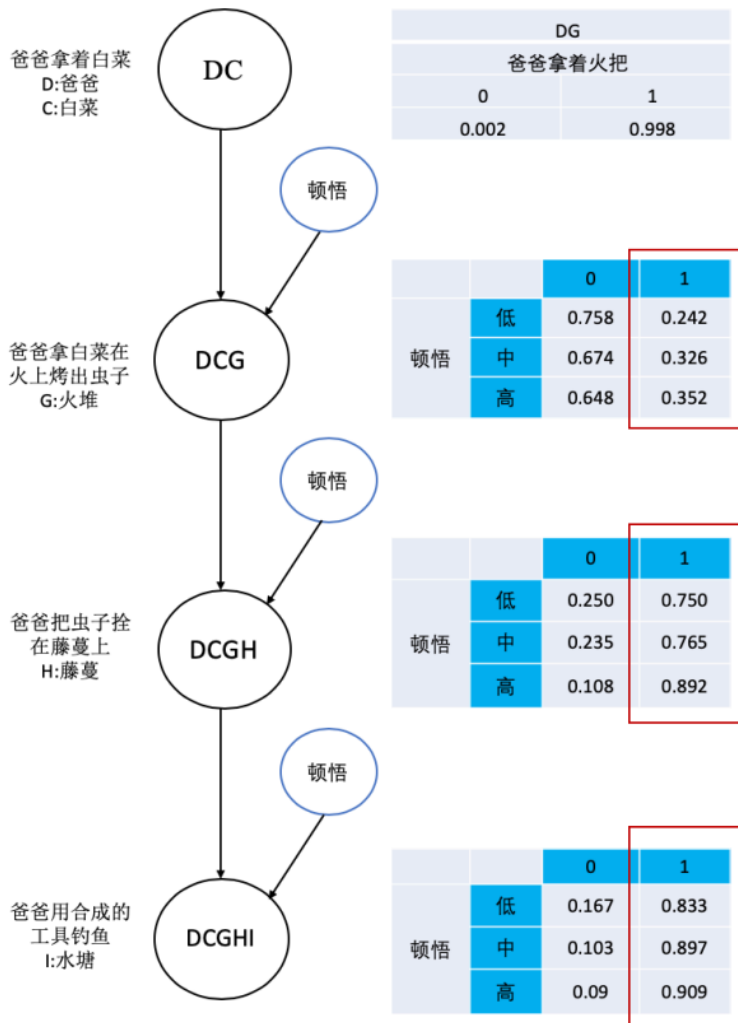 爸爸拿着白菜
D:爸爸
C:白菜
DC
DG
爸爸拿着火把
0 1
0.002 0.998
顿悟
爸爸拿白菜在
火上烤出虫子
G:火堆
DCG
0 1
低 0.758 0.242
顿悟 中 0.674 0.326
高 0.648 0.352
顿悟
爸爸把虫子拴
在藤蔓上
H:藤蔓
DCGH
0 1
低 0.250 0.750
顿悟 中 0.235 0.765
高 0.108 0.892
顿悟
爸爸用合成的
工具钓鱼
I:水塘
DCGHI
0 1
低 0.167 0.833
顿悟 中 0.103 0.897
高 0.09 0.909